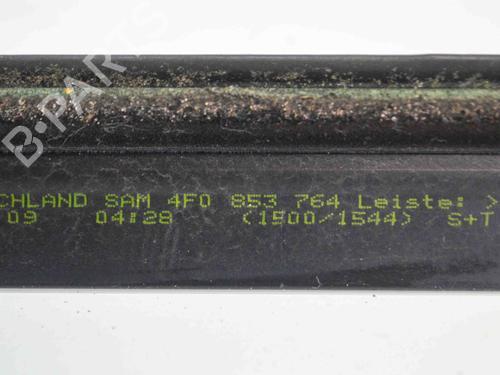 B-PARTS
CHLAND SAM 4F0 853 764 Leiste: >
09 04:28 (1500/1544) S+T